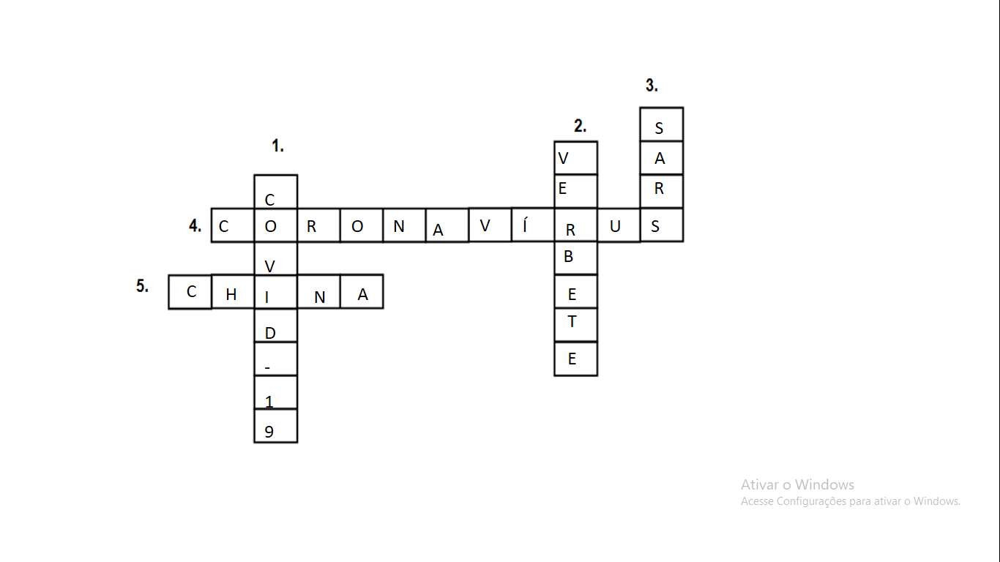 3.
S
2.
A
1.
V
E
R
C
4. C O R O N A V Í R U S
V
B
5. C H I N A
E
D
T
-
E
1
9
Ativar o Windows
Acesse Configurações para ativar o Windows.